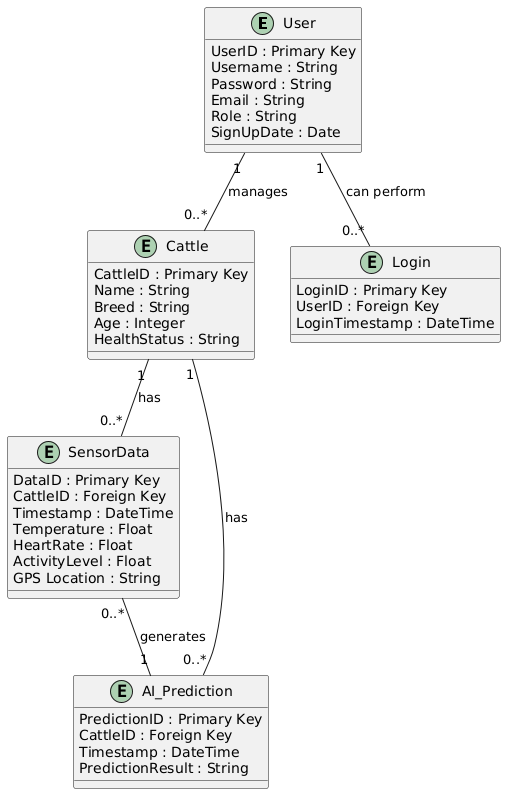 E User
UserID : Primary Key
Username : String
Password : String
Email : String
Role : String
SignUpDate : Date
1
1
manages
can perform
0..*
0..*
E Cattle
CattleID : Primary Key
Name : String
Breed : String
Age : Integer
HealthStatus : String
E Login
LoginID : Primary Key
UserID : Foreign Key
LoginTimestamp : DateTime
1
1
has
0..*
E SensorData
DataID : Primary Key
CattleID : Foreign Key
Timestamp : DateTime
Temperature : Float
HeartRate : Float
ActivityLevel : Float
GPS Location : String
has
0..*
generates
1
0..*
E AI_Prediction
PredictionID : Primary Key
CattleID : Foreign Key
Timestamp : DateTime
PredictionResult : String